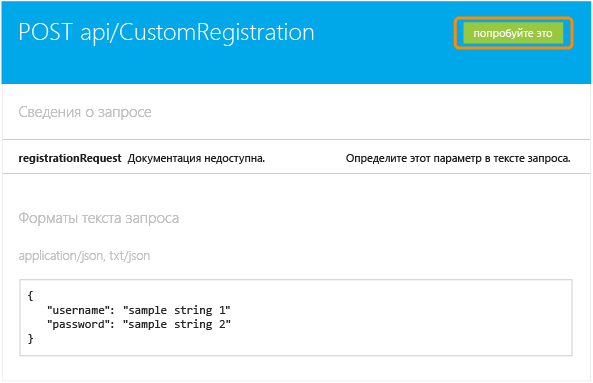 POST api/CustomRegistration
попробуйте это
Сведения о запросе
registrationRequest Документация недоступна. Определите этот параметр в тексте запроса.
Форматы текста запроса
application/json, txt/json
{
"username": "sample string 1"
"password": "sample string 2"
}